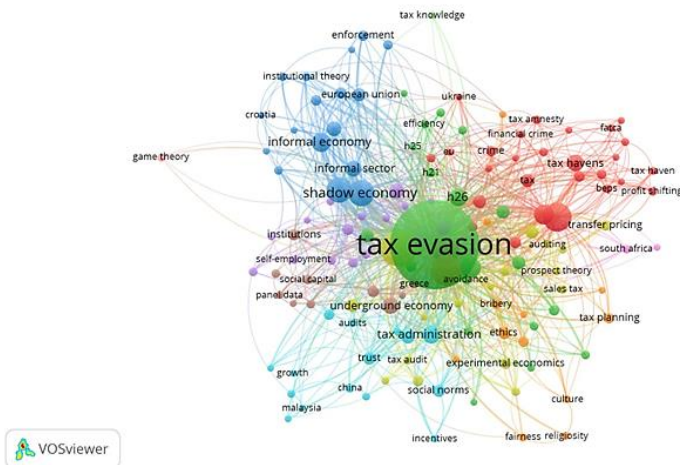 tax knowledge
enforcement
institutional theory
european union
ukraine
croatia
efficiency
tax amnesty
fatca
financial crime
informal economy
h25
eu
crime
game theory
informal sector
h21
tax havens
tax
tax haven
shadow economy
h26
beps
profit shifting
transfer pricing
institutions
tax evasion
auditing
south africa
self-employment
prospect theory
social capital
greece
avoidance
sales tax
panel data
underground economy
bribery
audits
tax administration
ethics
tax planning
trust
tax audit
experimental economics
growth
china
social norms
culture
malaysia
incentives
fairness
religiosity
VOSviewer